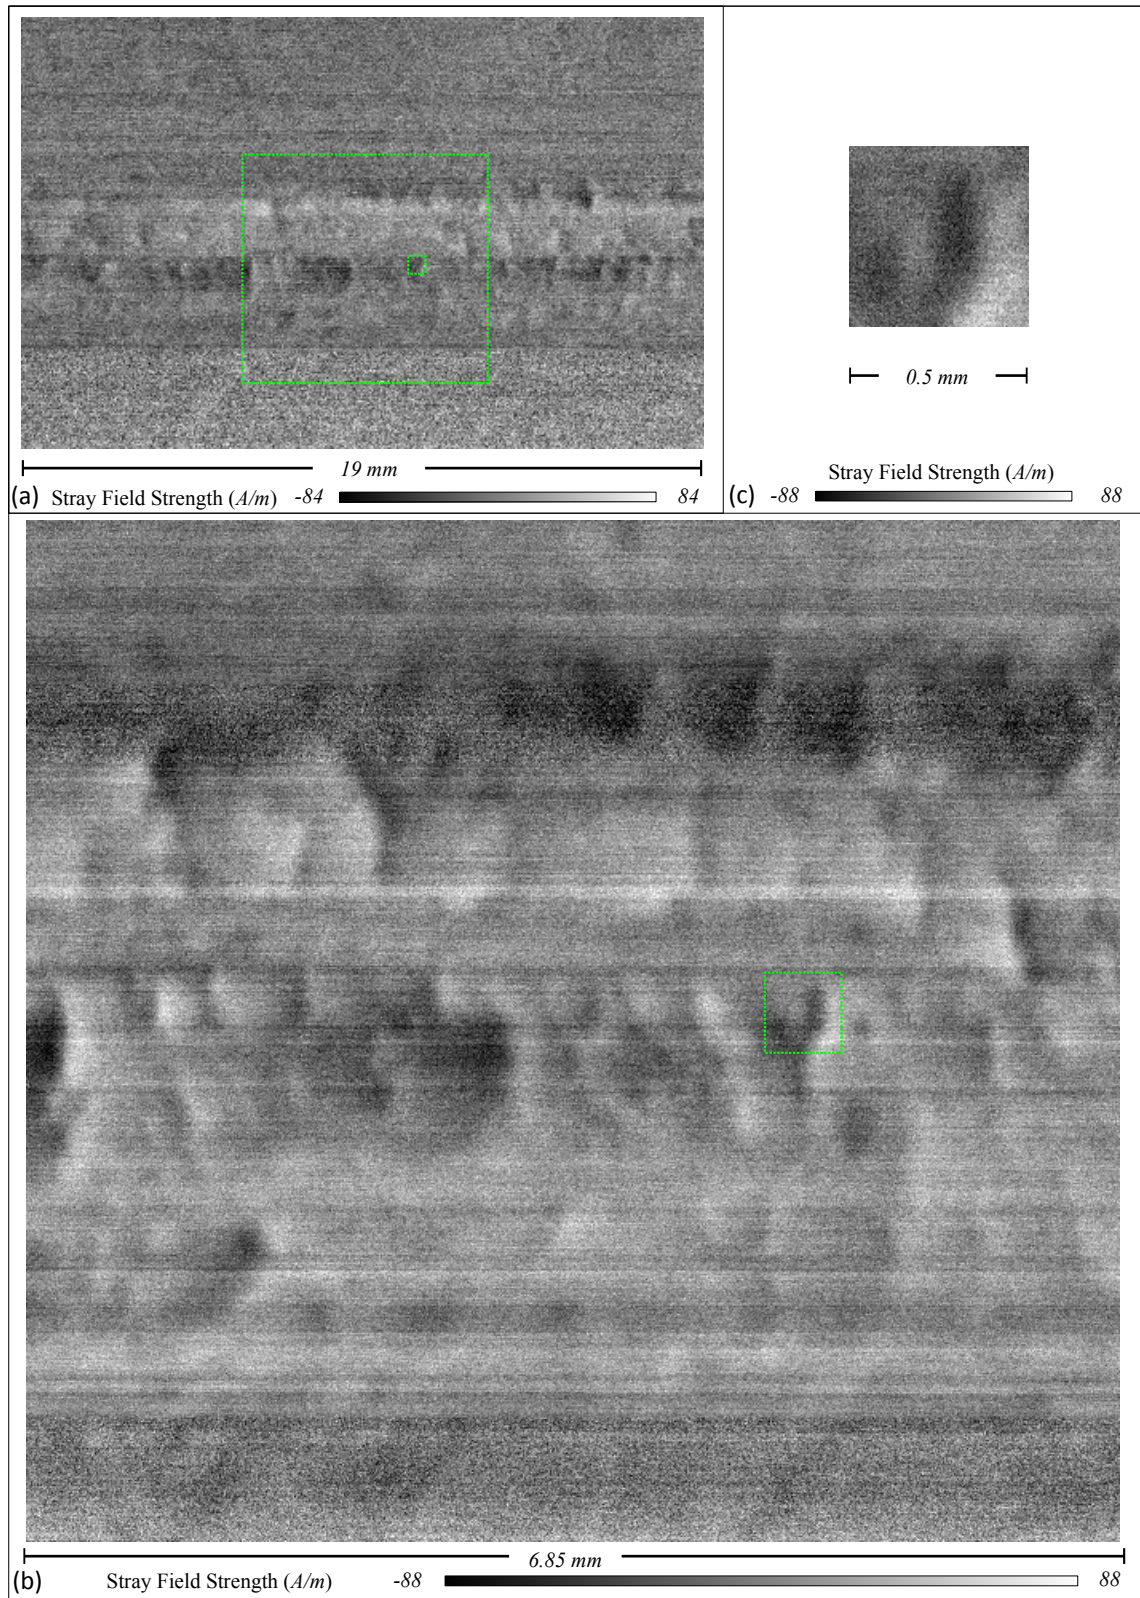 19 mm
(a) Stray Field Strength (A/m) -84 84
0.5 mm
Stray Field Strength (A/m)
(c) -88 88
6.85 mm
(b) Stray Field Strength (A/m) -88 88